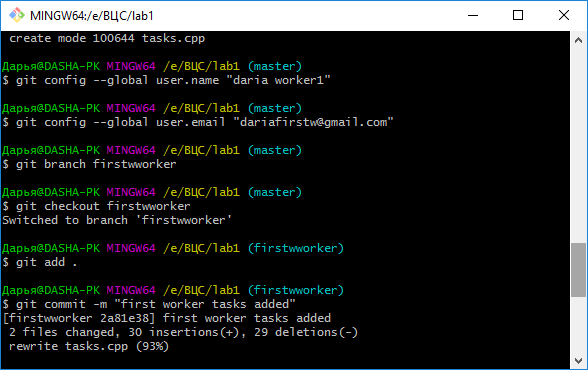 MINGW64:/e/ВЦС/lab1
create mode 100644 tasks.cpp
Дарья@DASHA-PK MINGW64 /e/ВЦС/lab1 (master)
$ git config --global user.name "daria worker1"
Дарья@DASHA-PK MINGW64 /e/ВЦС/lab1 (master)
$ git config --global user.email "dariafirstw@gmail.com"
Дарья@DASHA-PK MINGW64 /e/ВЦС/lab1 (master)
$ git branch firstwworker
Дарья@DASHA-PK MINGW64 /e/ВЦС/lab1 (master)
$ git checkout firstwworker
Switched to branch 'firstwworker'
Дарья@DASHA-PK MINGW64 /e/ВЦС/lab1 (firstwworker)
$ git add .
Дарья@DASHA-PK MINGW64 /e/ВЦС/lab1 (firstwworker)
$ git commit -m "first worker tasks added"
[firstwworker 2a81e38] first worker tasks added
2 files changed, 30 insertions(+), 29 deletions(-)
rewrite tasks.cpp (93%)